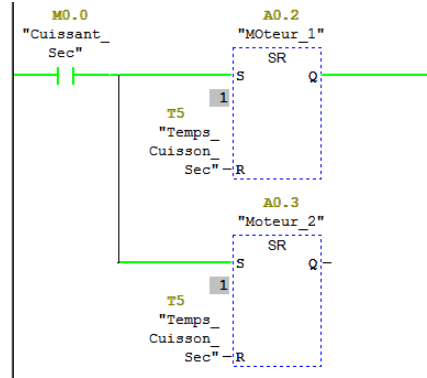 M0.0
"Cuissant_
Sec"
A0.2
"MOteur_1"
SR
S
Q
1
T5
"Temps_
Cuisson_
Sec"
R
A0.3
"Moteur_2"
SR
S
Q
1
T5
"Temps_
Cuisson_
Sec"
R